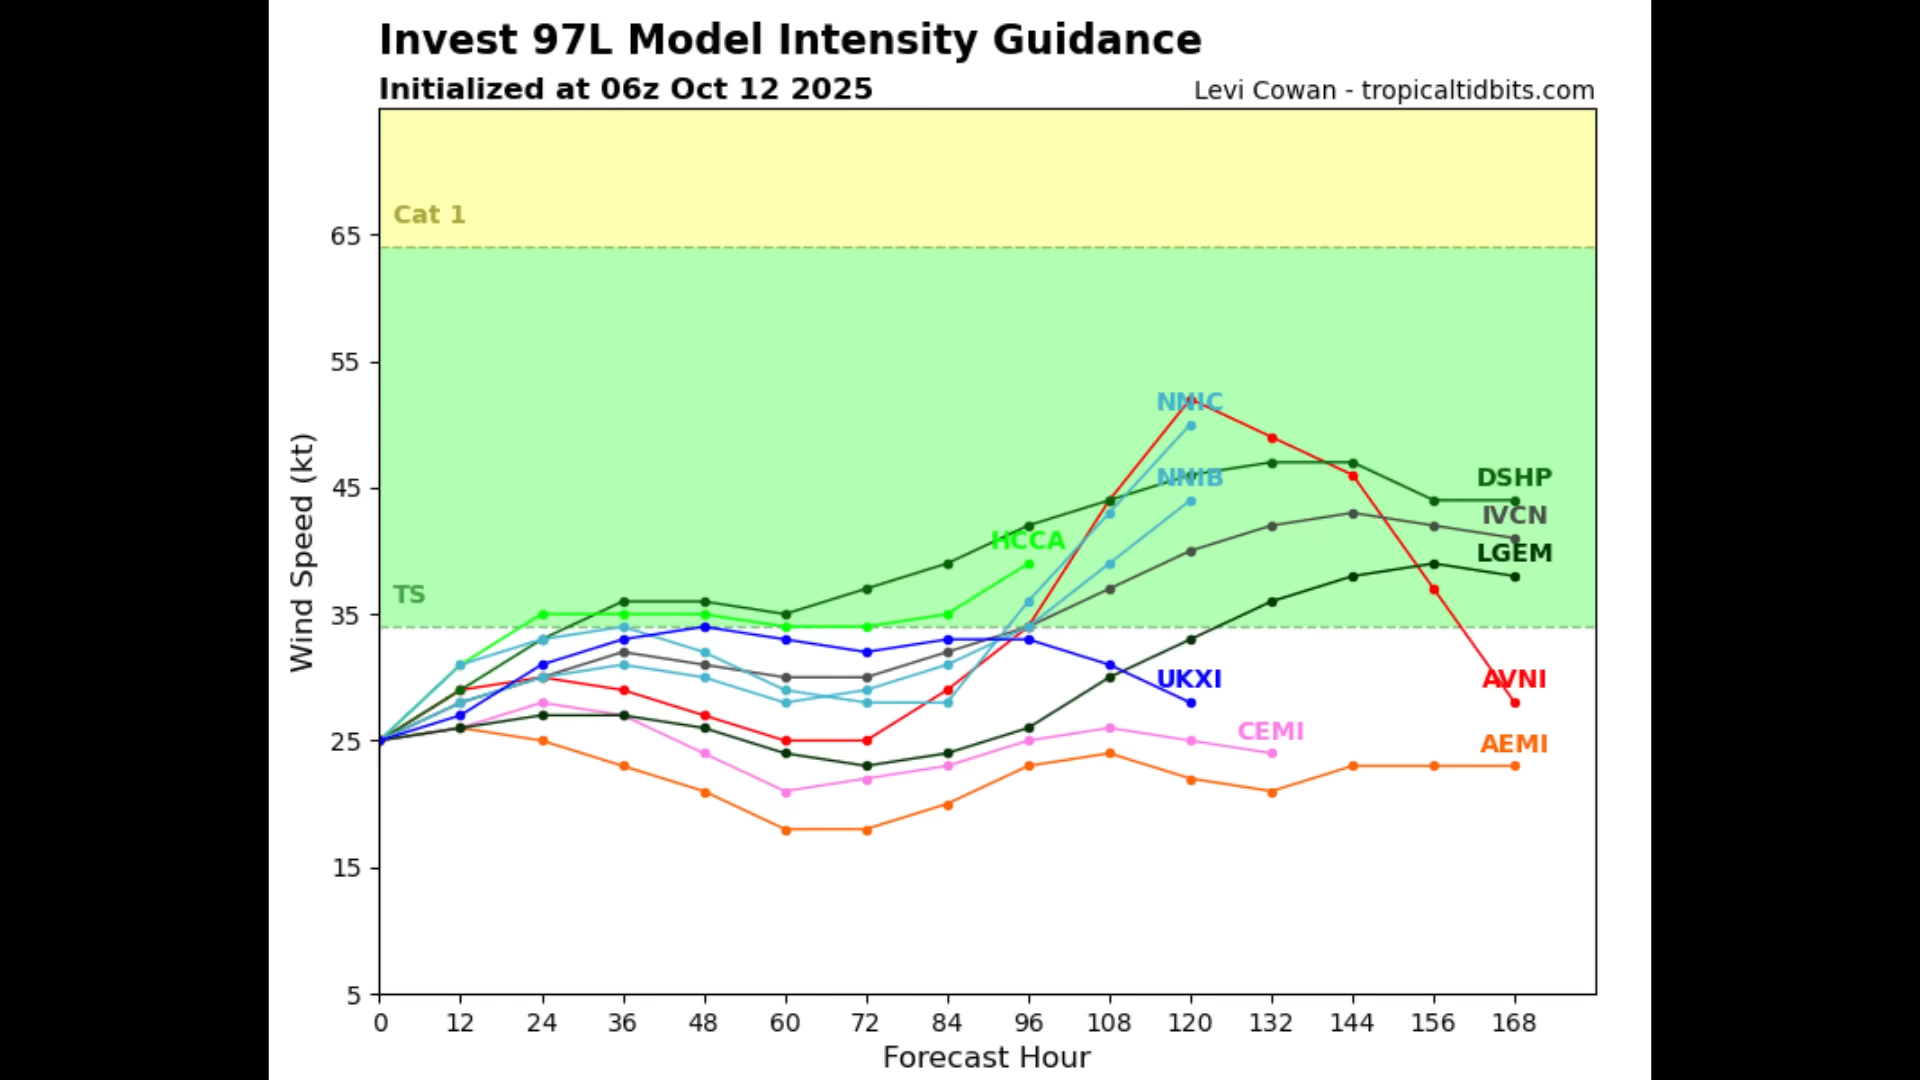 Invest 97L Model Intensity Guidance
Initialized at 06z Oct 12 2025
Levi Cowan - tropicaltidbits.com
Cat 1
65
55
NNIC
45
NNIB
DSHP
IVCN
HCCA
LGEM
TS
35
UKXI
AVNI
CEMI
AEMI
25
15
5
Wind Speed (kt)
0 12 24 36 48 60 72 84 96 108 120 132 144 156 168
Forecast Hour